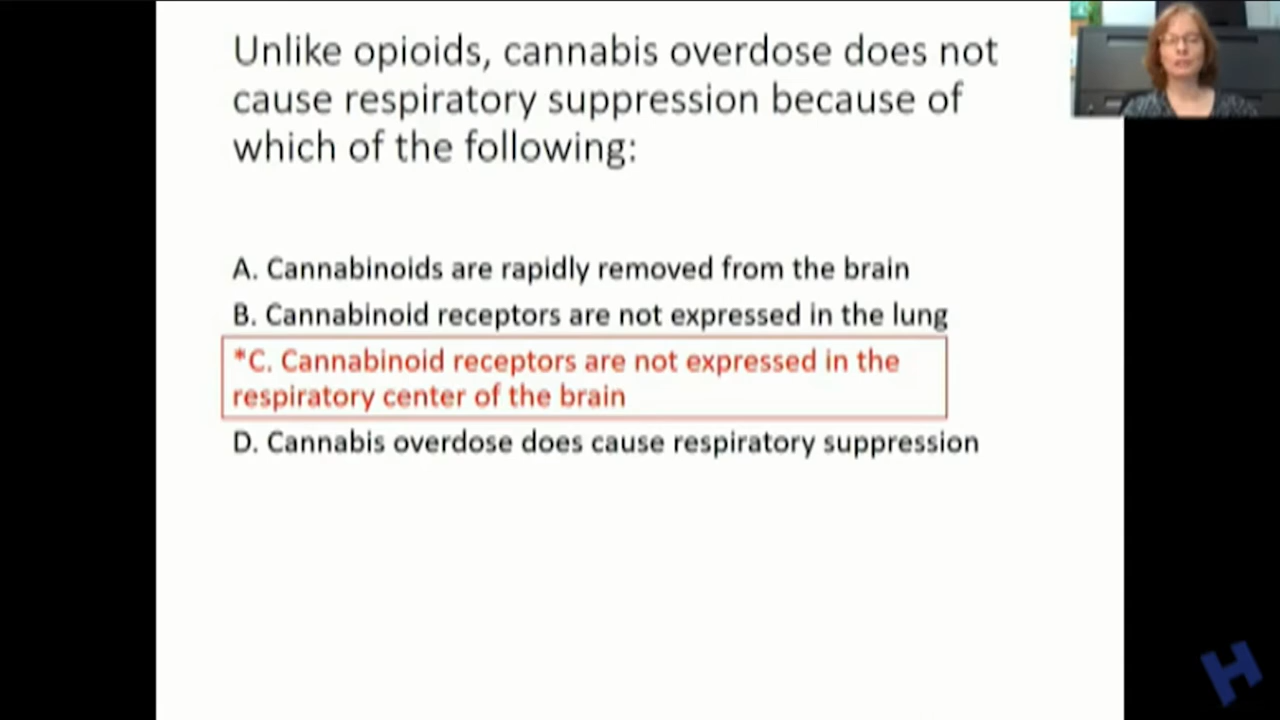 Unlike opioids, cannabis overdose does not
cause respiratory suppression because of
which of the following:
A. Cannabinoids are rapidly removed from the brain
B. Cannabinoid receptors are not expressed in the lung
*C. Cannabinoid receptors are not expressed in the
respiratory center of the brain
D. Cannabis overdose does cause respiratory suppression
H